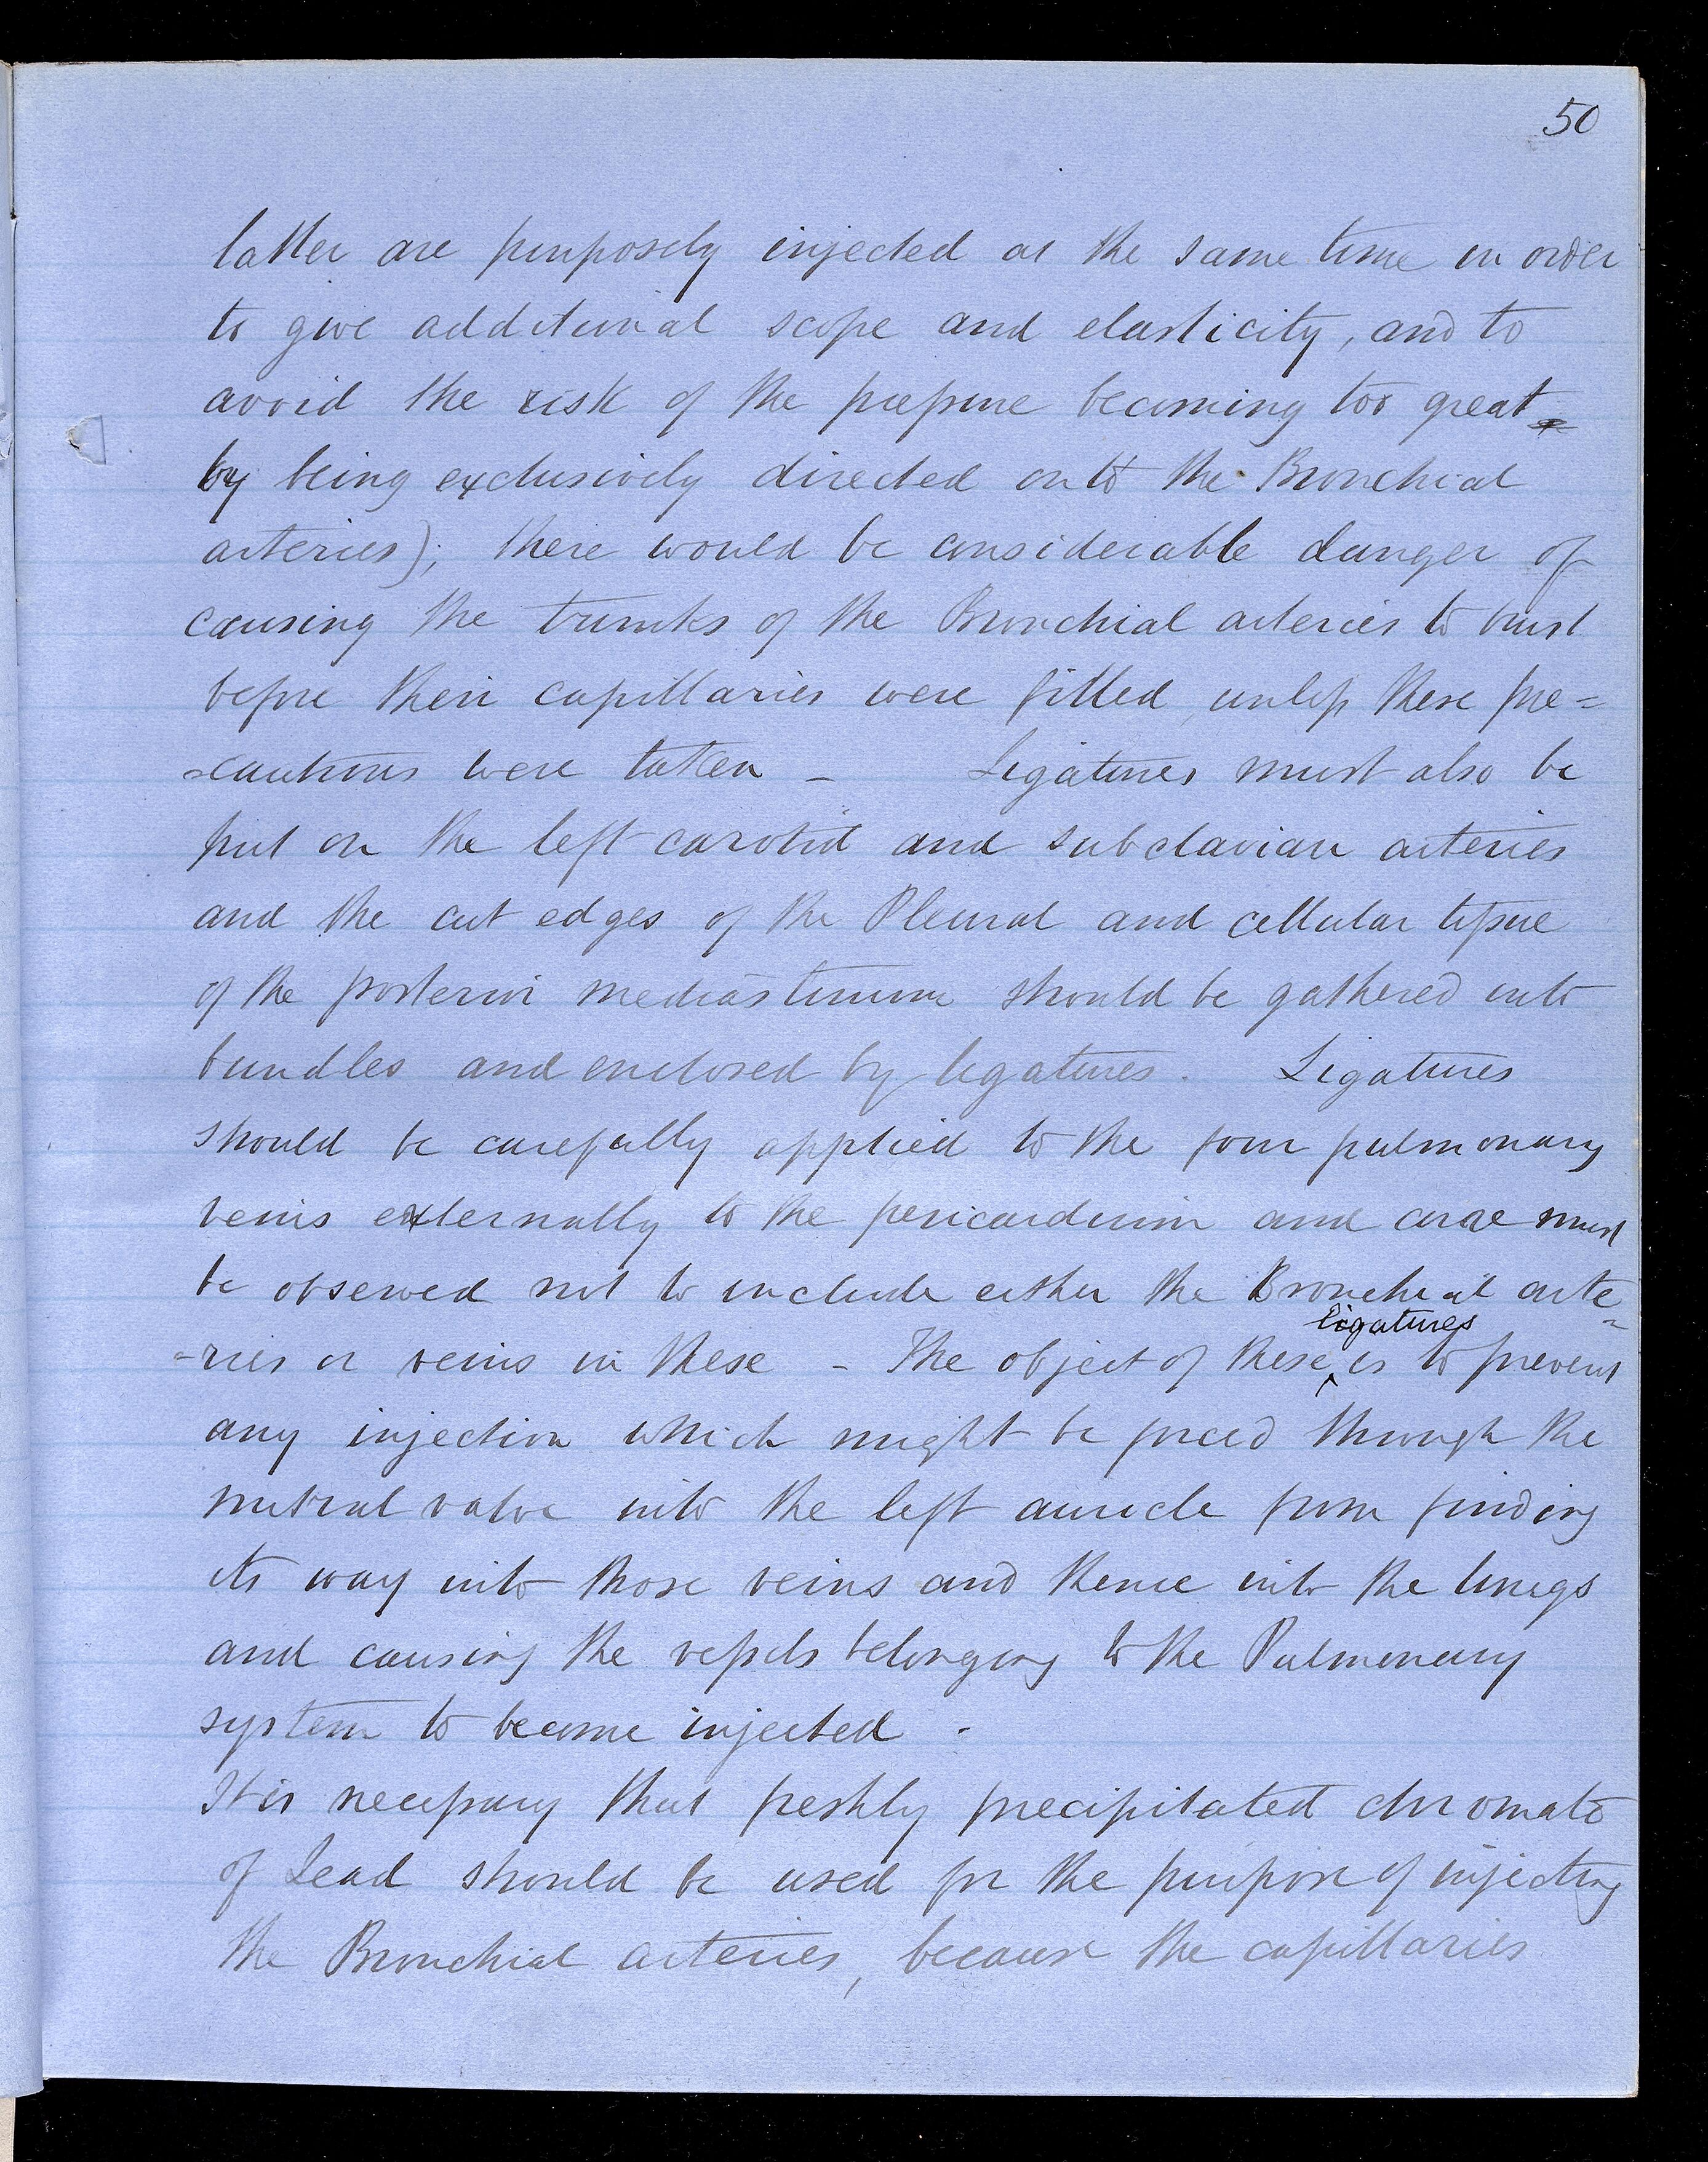 50
latter are purposely injected at the same time in order
to give additional scope and elasticity, and to
avoid the risk of the pressure becoming too great
by being exclusively directed onto the Bronchial
arteries); there would be considerable danger of
causing the trunks of the Bronchial arteries to burst
before their capillaries were filled, unless these pre=
=cautions were taken - Ligatures must also be
put on the left carotid and subclavian arteries
and the cut edges of the Pleural and cellular tissue
of the posterior mediastinum should be gathered into
bundles and enclosed by ligatures. Ligatures
should be carefully applied to the four pulmonary
veins externally to the pericardium and care must
be observed not to include either the Bronchial arte=
ligatures
=ries or veins in these - The object of these ^ is to prevent
any injection which might be forced through the
mitral valve into the left auricle from finding
its way into those veins and thence into the lungs
and causing the vessels belonging to the Pulmonary
system to become injected.
It is necessary that freshly precipitated chromate
of Lead should be used for the purpose of injecting
the Bronchial arteries, because the capillaries